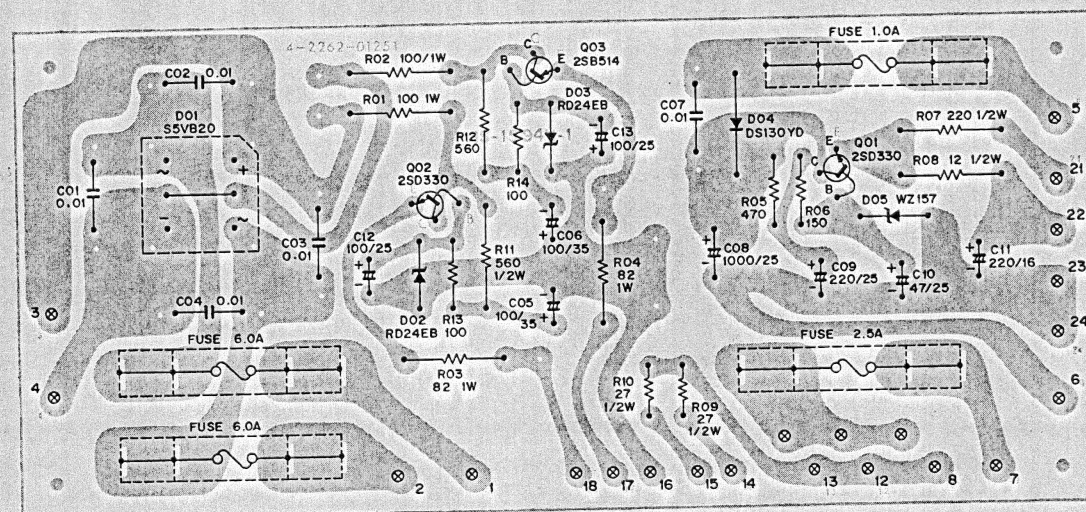 FUSE 1.0A
4-2262-01251
Q03
2SB514
C
B
E
R02 100/1W
C02 0.01
D03
RD24EB
C07
0.01
5
R01 100 1W
D01
S5VB20
R12
560
C13
100/25
D04
DS130YD
R07 220 1/2W
E
Q01
2SD330
C
B
R08 12 1/2W
21
Q02
2SD330
R14
100
C01
0.01
~
+
-
~
E
B
C
R05
470
R06
150
D05 WZ157
22
C03
0.01
C12
100/25
R11
560
1/2W
C06
100/35
R04
82
1W
C08
1000/25
C09
220/25
C10
47/25
C11
220/16
23
C04 0.01
3
D02
RD24EB
R13
100
C05
100/35
24
FUSE 6.0A
FUSE 2.5A
4
R03
82 1W
R10
27
1/2W
R09
27
1/2W
6
FUSE 6.0A
2
1
18
17
16
15
14
13
12
8
7